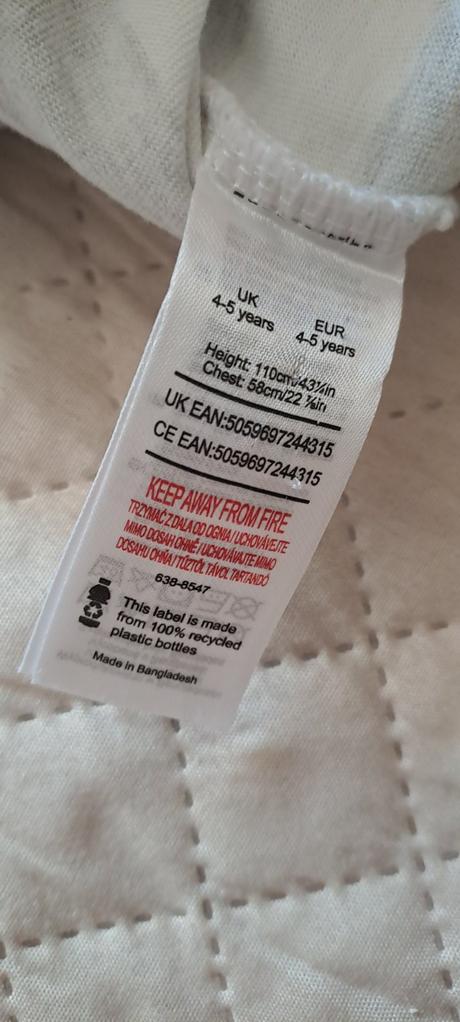 UK
4-5 years
EUR
4-5 years
Height: 110cm/43¼in
Chest: 58cm/22 ⅞in
UK EAN:5059697244315
CE EAN:5059697244315
KEEP AWAY FROM FIRE
TRZYMAĆ Z DALA OD OGNIA / UCHOVÁVEJTE
MIMO DOSAH OHNĚ / UCHOVÁVAJTE MIMO
DOSAHU OHŇA / TŰZTŐL TÁVOL TARTANDÓ
638-8547
This label is made
from 100% recycled
plastic bottles
Made in Bangladesh